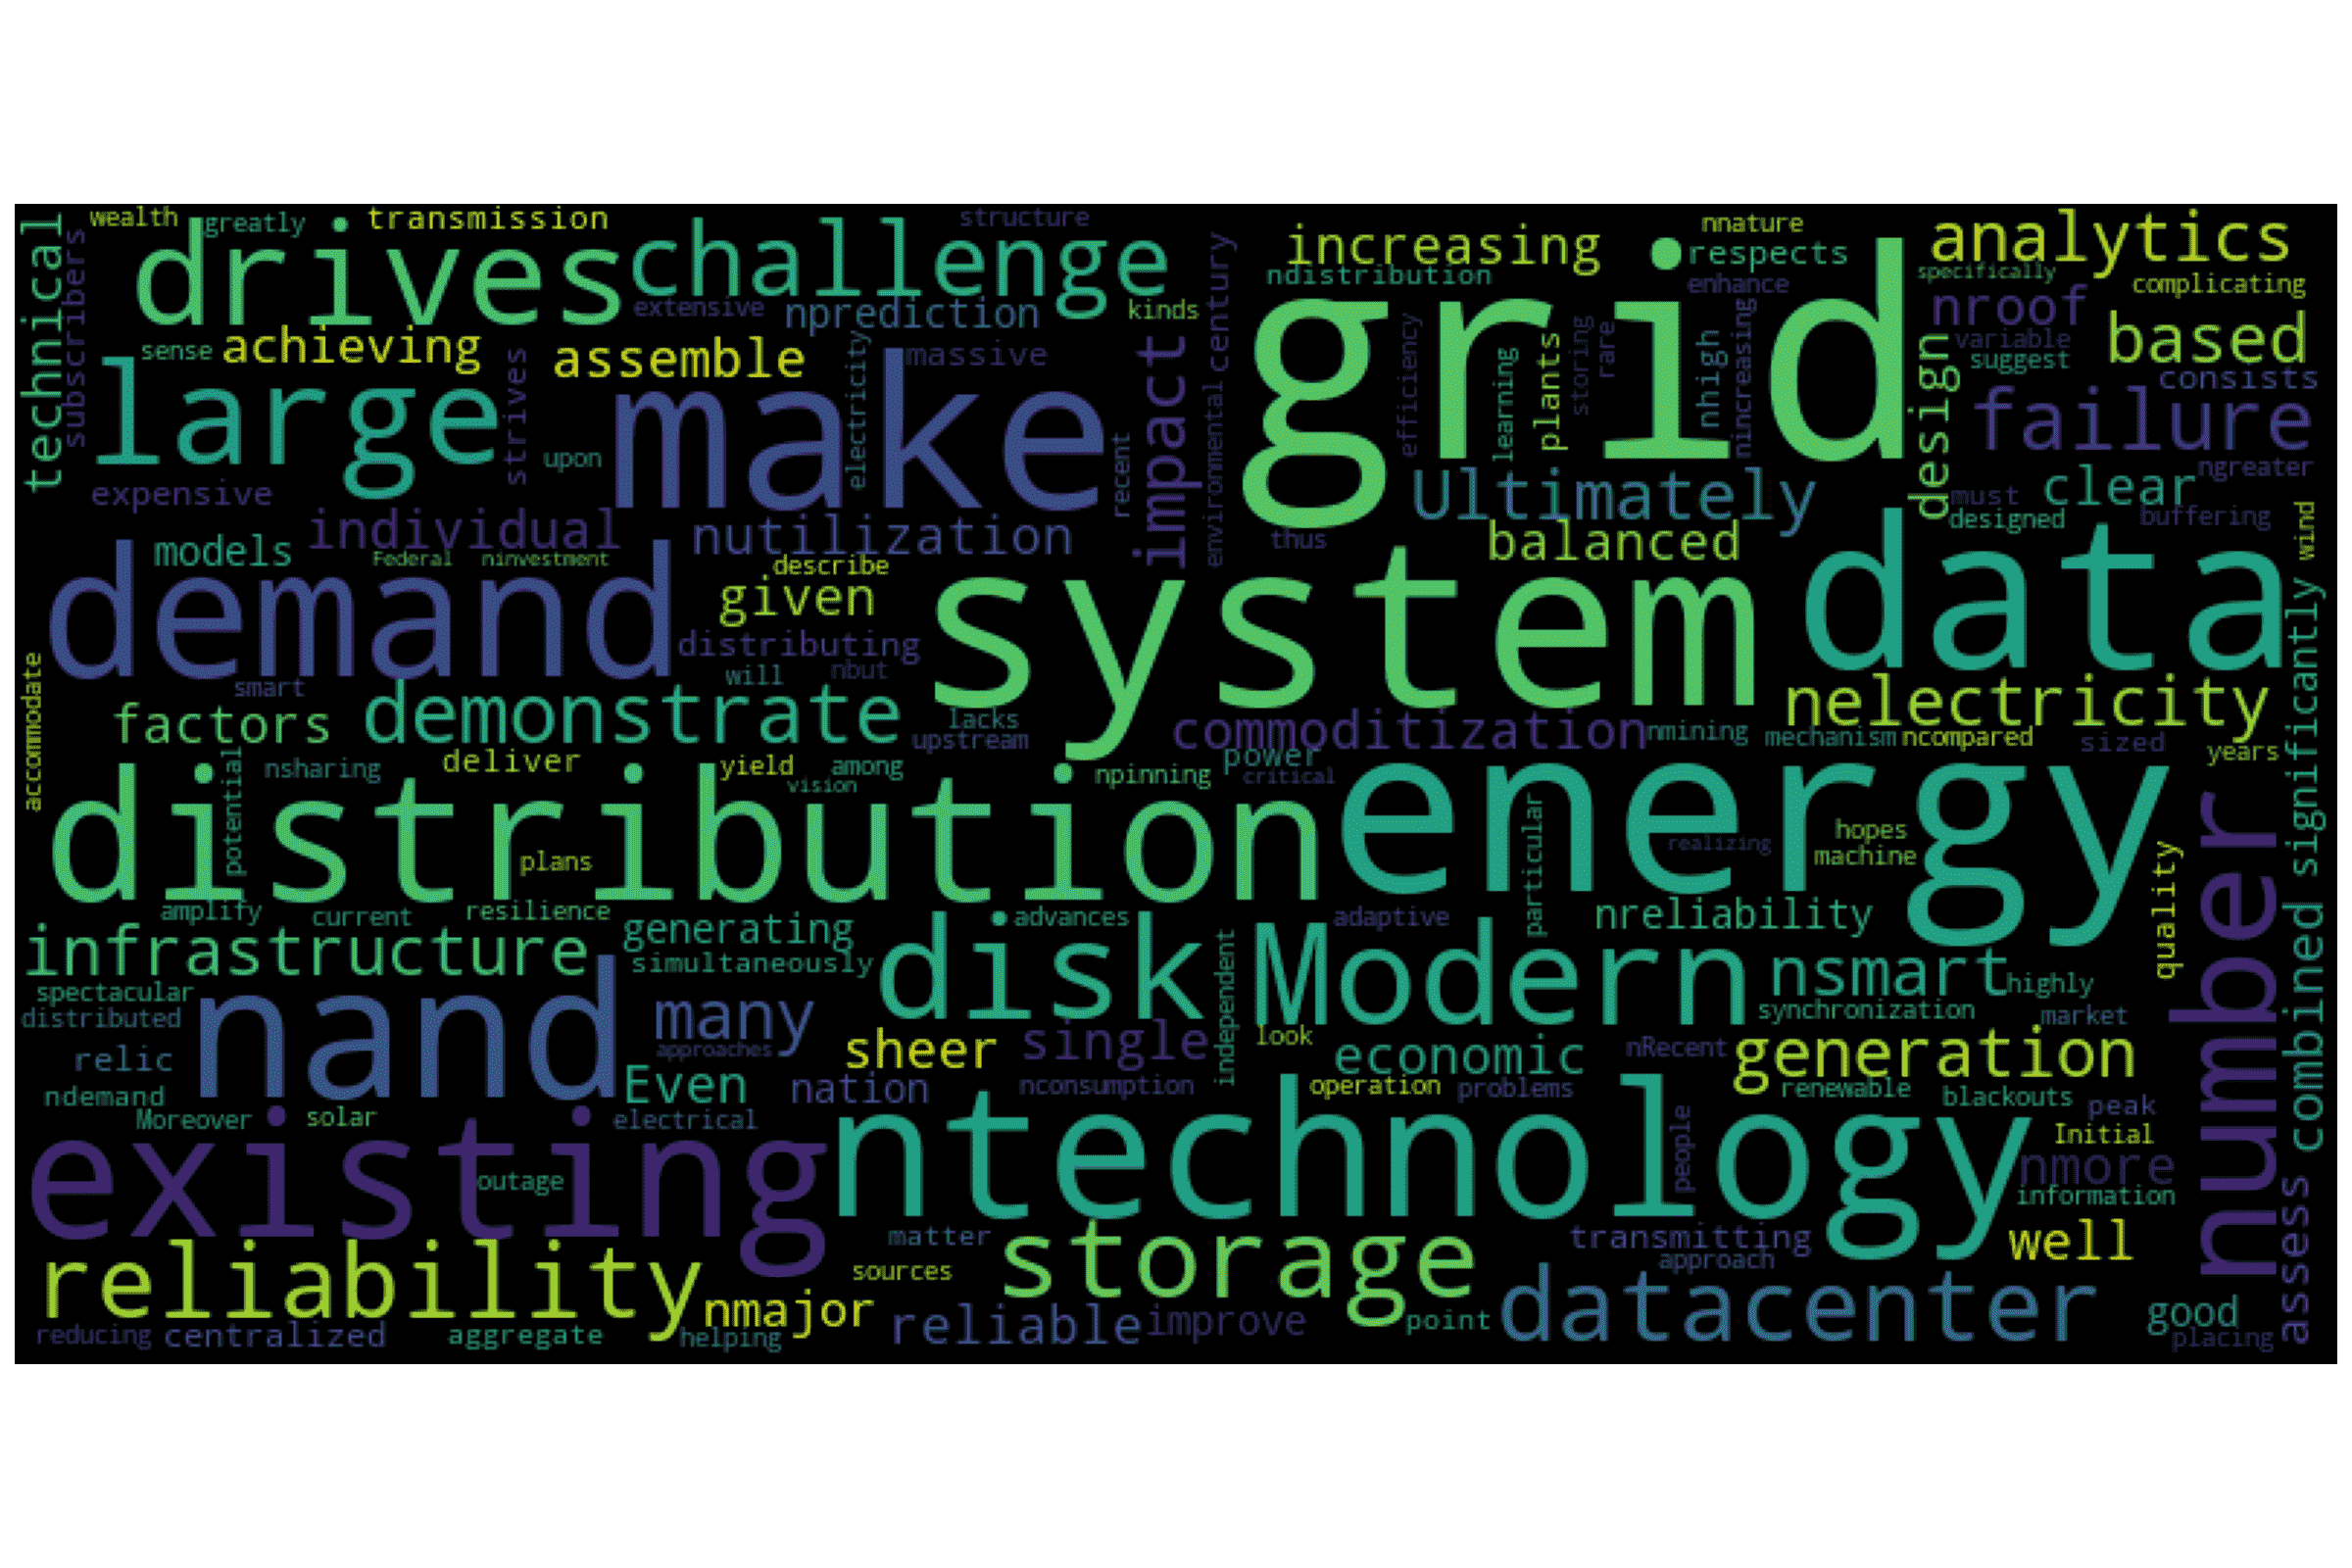 wealth greatly transmission structure
technical subscribers drives challenge
extensive nprediction kinds
sense achieving assemble massive
large strives make electricity
upon recent
expensive individual nutilization
impact environmental century
increasing ndistribution respects nnature enhance
grid
efficiency learning plants storing rare nhigh nincreasing
analytics specifically complicating
nroof variable based suggest consists
design failure
Ultimately must clear ngreater
designed buffering
thus balanced wind
models Federal ninvestment describe
demand given distributing
system data
accommodate smart will nbut
factors demonstrate lacks upstream
commoditization nmining nelectricity
mechanism ncompared sized years
potential nsharing deliver yield among vision
npinning power critical
distribution energy
plans particular realizing hopes machine
number combined significantly
quality
amplify current resilience advances adaptive
infrastructure generating simultaneously
disk Modern nreliability
nsmart highly synchronization
spectacular distributed nand many approaches
independent market
relic sheer single look economic nRecent generation
ndemand Even nation nconsumption operation problems renewable blackouts peak
Moreover solar electrical
existing outage ntechnology people
Initial nmore information
matter transmitting well
reliability sources storage approach
nmajor datacenter assess
reducing centralized aggregate helping reliable improve point good placing